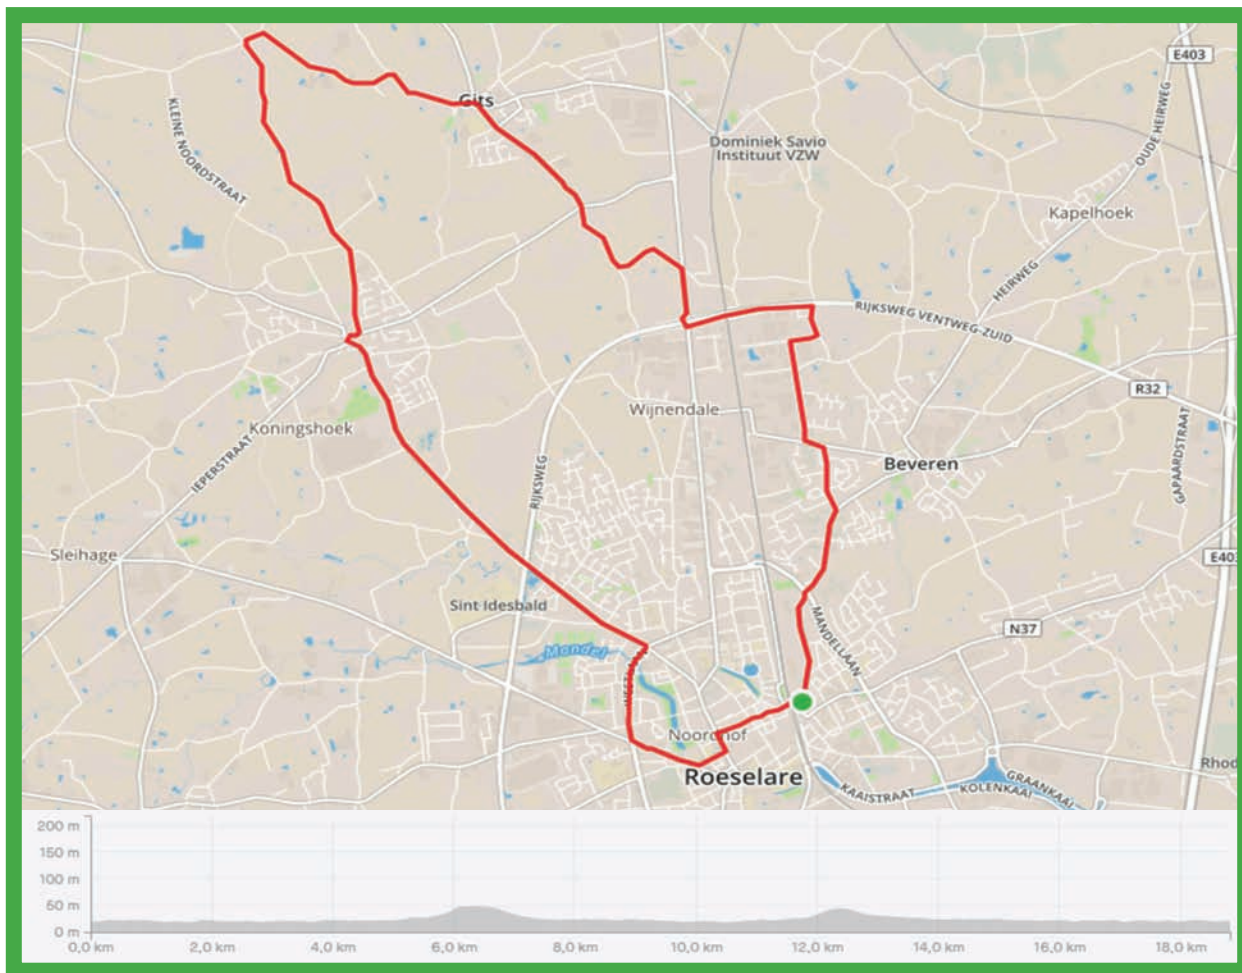 E403
KLEINE NOORDSTRAAT
Gits
OUDE HEIRWEG
Dominiek Savio
Instituut VZW
Kapelhoek
HEIRWEG
RIJKSWEG VENTWEG-ZUID
R32
Wijnendale
GAPAARDSTRAAT
Koningshoek
IEPERSTRAAT
RIJKSWEG
Beveren
Sleihage
E403
Sint Idesbald
MANDELLAAN
N37
Mandel
Noordhof
Roeselare
Rhod
KAAISTRAAT
KOLENKAAI
GRAANKAAI
200 m
150 m
100 m
50 m
0 m
0,0 km 2,0 km 4,0 km 6,0 km 8,0 km 10,0 km 12,0 km 14,0 km 16,0 km 18,0 km